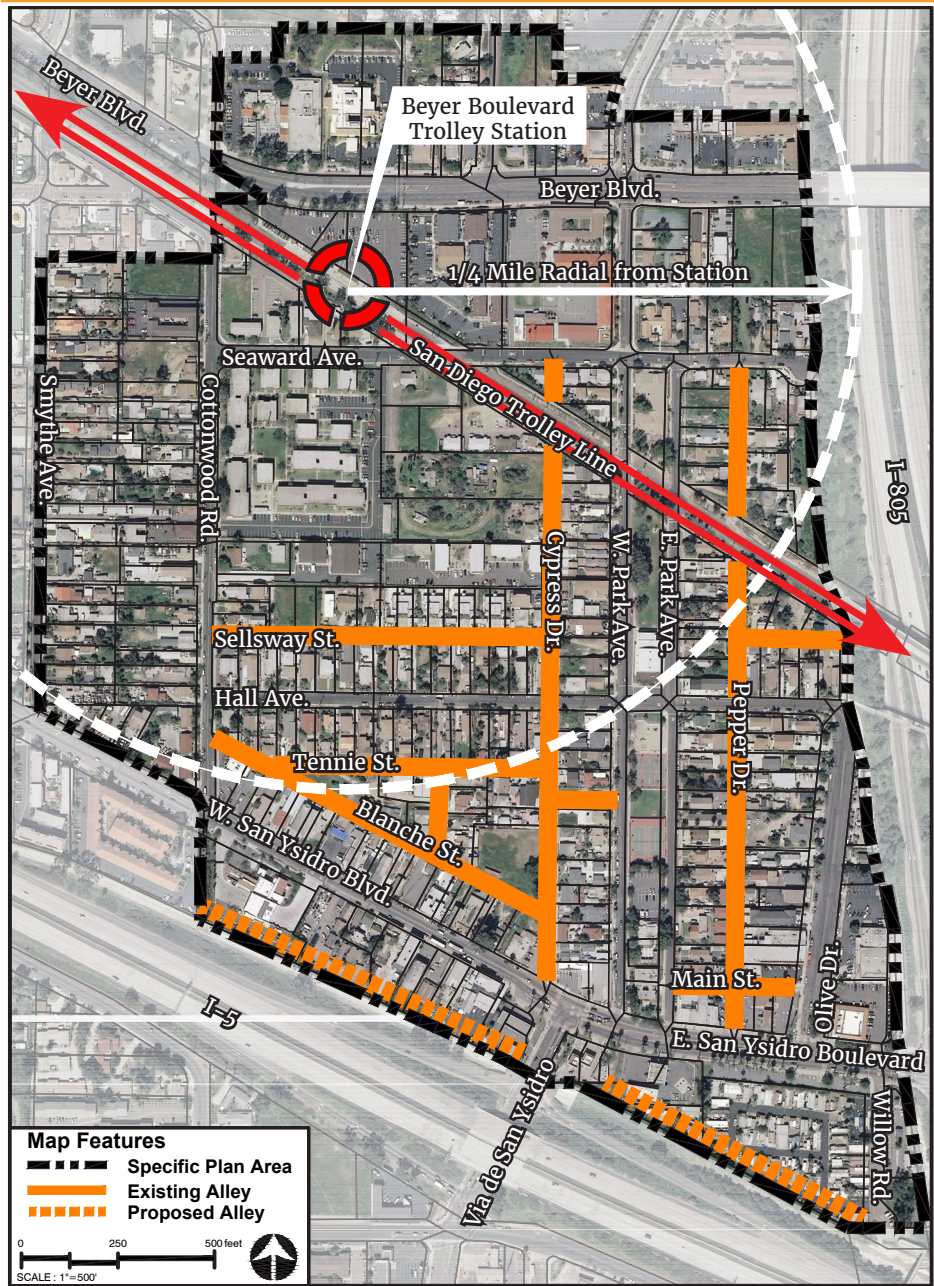 Beyer Blvd.
Beyer Boulevard
Trolley Station
Beyer Blvd.
1/4 Mile Radial from Station
Seaward Ave.
San Diego Trolley Line
Smythe Ave.
Cottonwood Rd.
I-805
Cypress Dr.
W. Park Ave.
E. Park Ave.
Sellsway St.
Hall Ave.
Pepper Dr.
Tennie St.
Blanche St.
W. San Ysidro Blvd.
Main St.
Olive Dr.
I-5
E. San Ysidro Boulevard
Via de San Ysidro
Willow Rd.
Map Features
Specific Plan Area
Existing Alley
Proposed Alley
0 250 500 feet
SCALE : 1"=500'